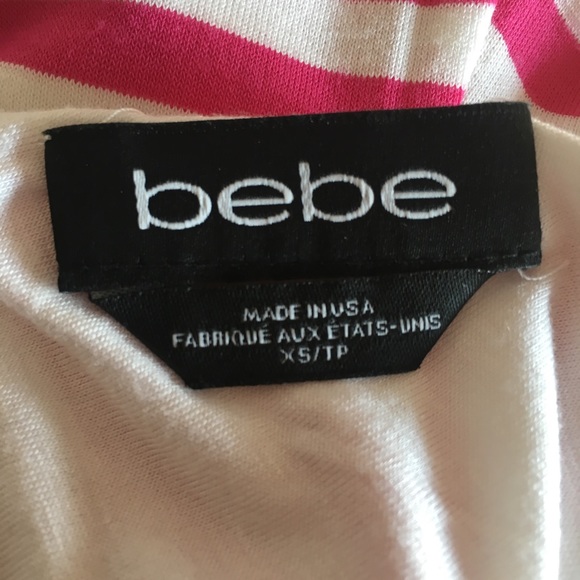 bebe
MADE IN USA
FABRIQUÉ AUX ÉTATS-UNIS
XS/TP